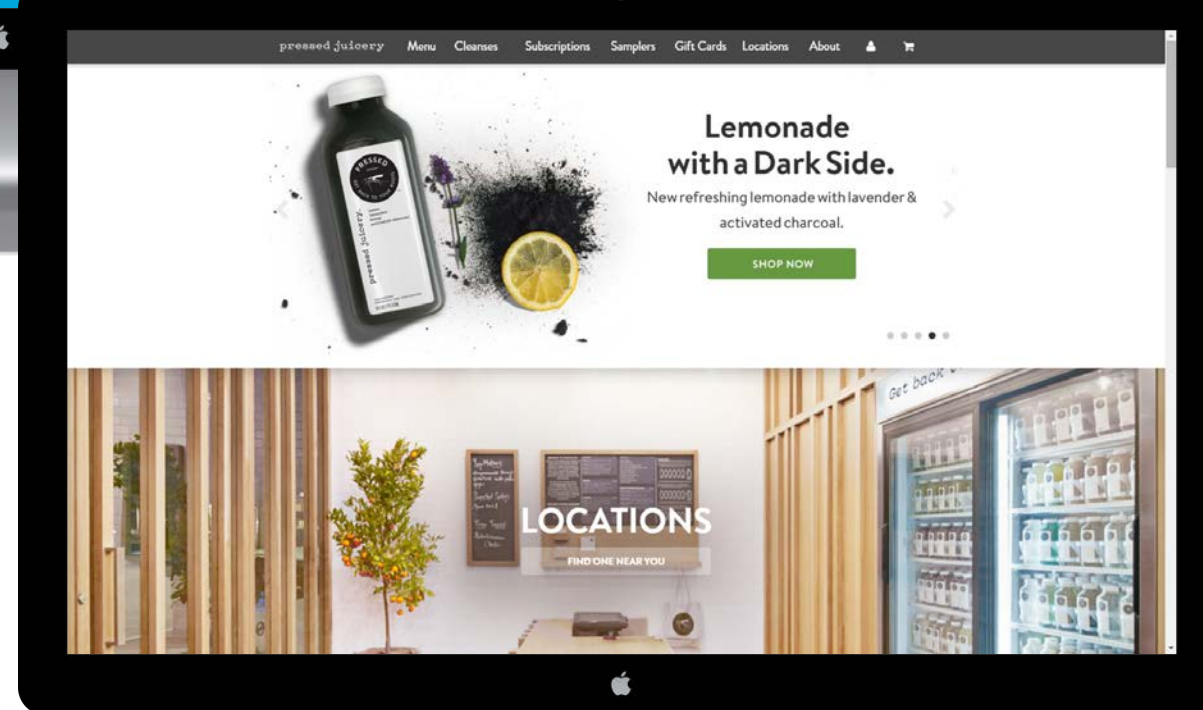 pressed juicery Menu Cleanses Subscriptions Samplers Gift Cards Locations About
Lemonade
with a Dark Side.
New refreshing lemonade with lavender &
activated charcoal.
SHOP NOW
PRESSED
pressed juicery.
Get back
LOCATIONS
FIND ONE NEAR YOU